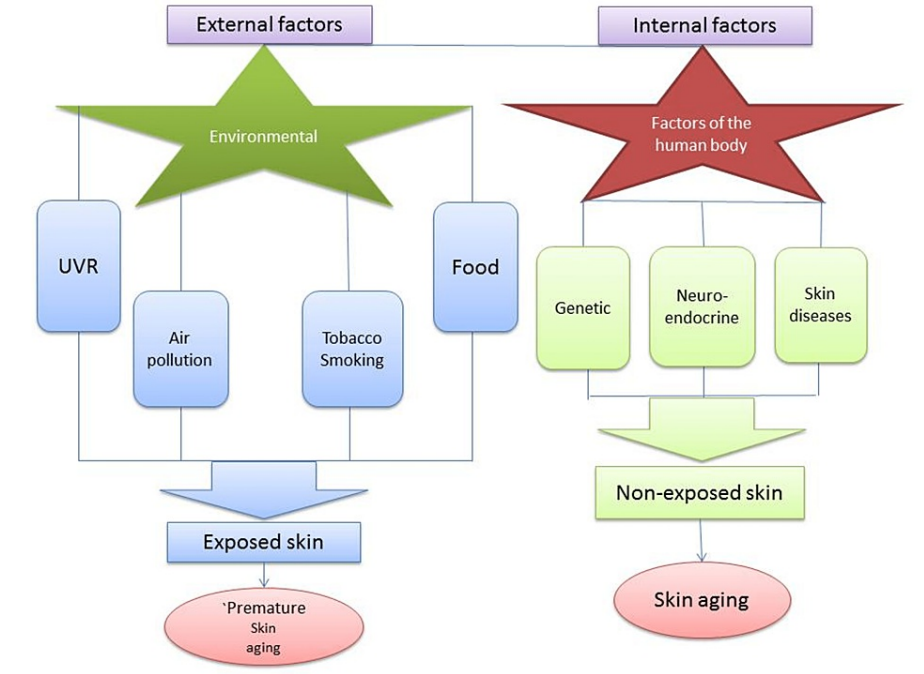 External factors
Internal factors
Environmental
Factors of the
human body
UVR
Air
pollution
Tobacco
Smoking
Food
Genetic
Neuro-
endocrine
Skin
diseases
Exposed skin
`Premature
Skin
aging
Non-exposed skin
Skin aging